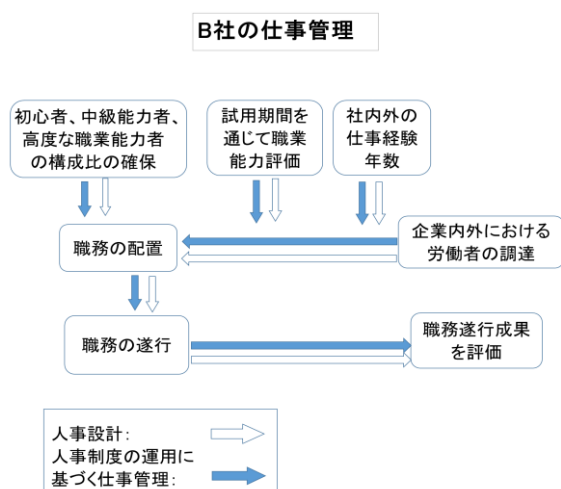 B社の仕事管理
初心者、中級能力者、
高度な職業能力者
の構成比の確保
試用期間を
通じて職業
能力評価
社内外の
仕事経験
年数
職務の配置
企業内外における
労働者の調達
職務の遂行
職務遂行成果
を評価
人事設計:
人事制度の運用に
基づく仕事管理: